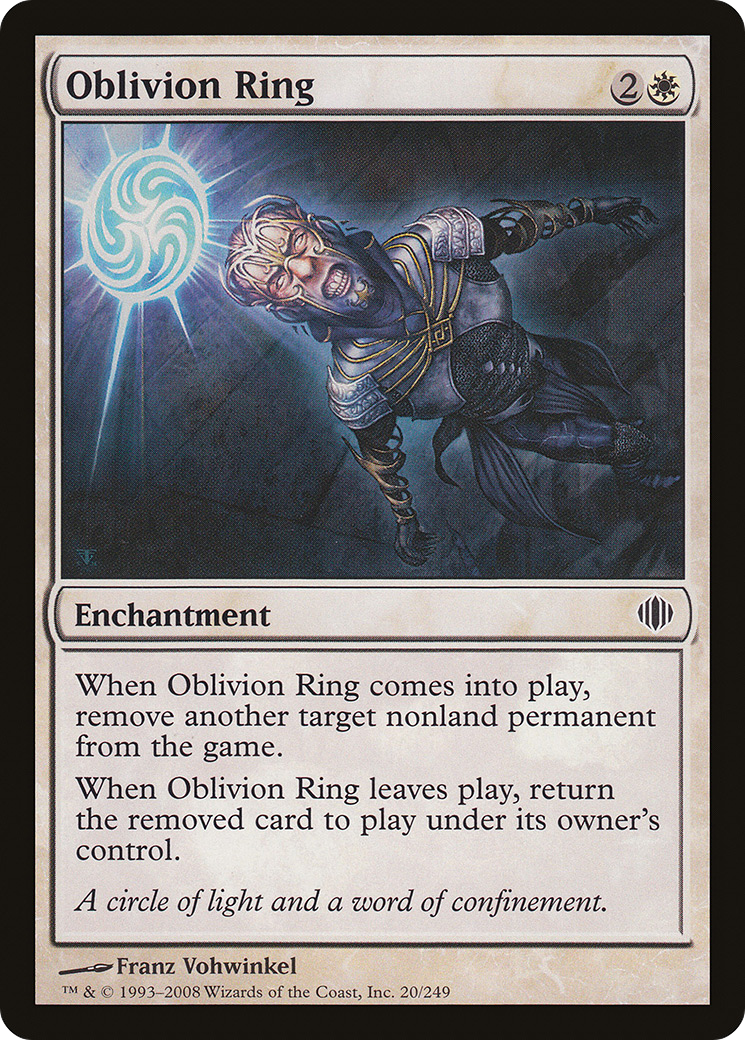 Oblivion Ring 2
Enchantment
When Oblivion Ring comes into play,
remove another target nonland permanent
from the game.
When Oblivion Ring leaves play, return
the removed card to play under its owner's
control.
A circle of light and a word of confinement.
Franz Vohwinkel
™ & © 1993–2008 Wizards of the Coast, Inc. 20/249